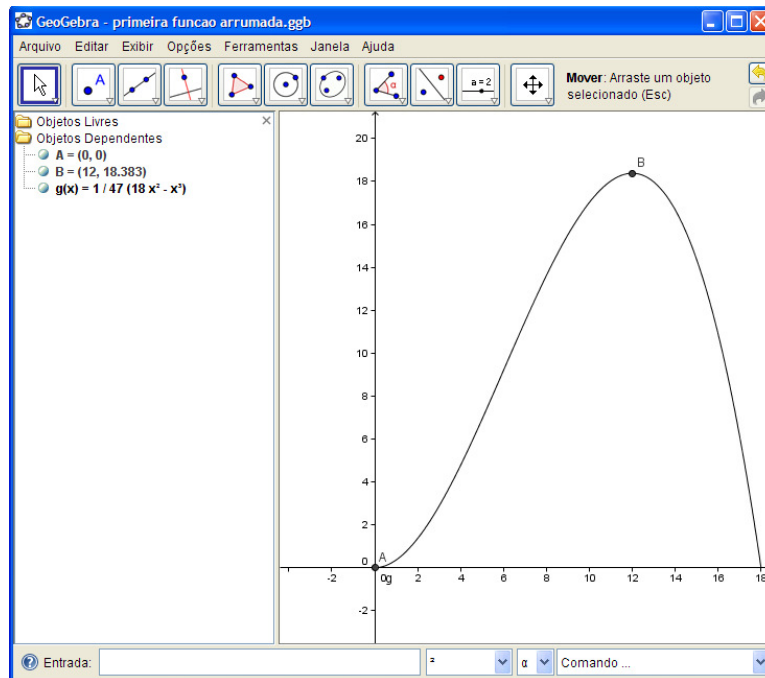 GeoGebra - primeira funcao arrumada.ggb
Arquivo Editar Exibir Opções Ferramentas Janela Ajuda
A
α
a = 2
Mover: Arraste um objeto
selecionado (Esc)
Objetos Livres
Objetos Dependentes
A = (0, 0)
B = (12, 18.383)
g(x) = 1 / 47 (18 x² - x³)
20
18
16
14
12
10
8
6
4
2
0
-2
B
A
-2 0g 2 4 6 8 10 12 14 16 18
Entrada: ² α Comando ...